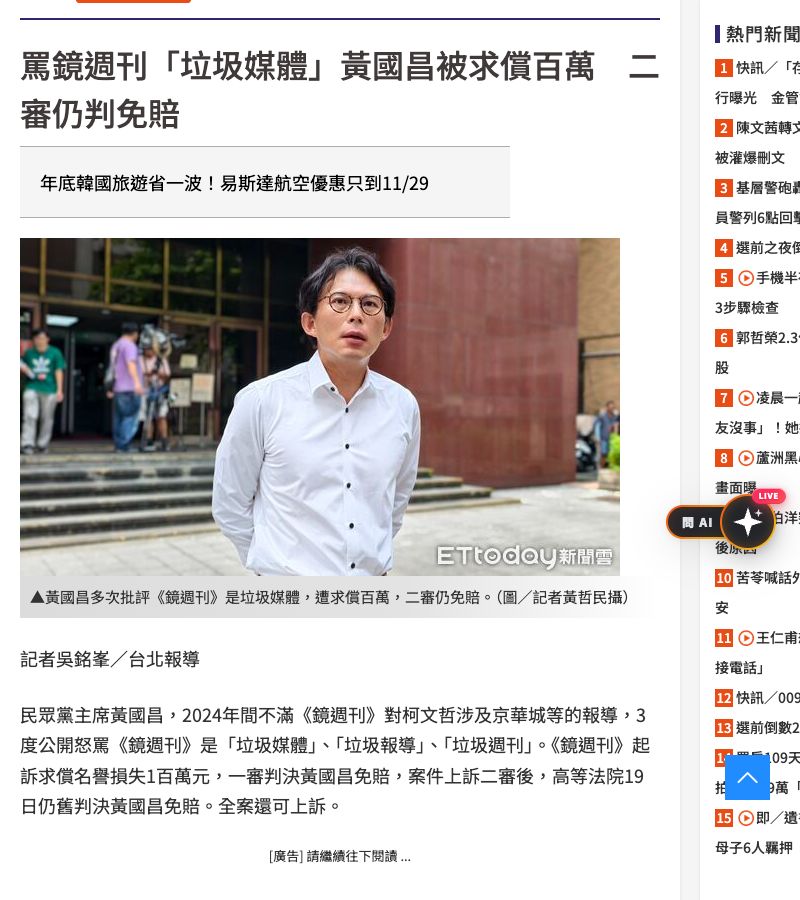 罵鏡週刊「垃圾媒體」黃國昌被求償百萬　二
審仍判免賠
年底韓國旅遊省一波！易斯達航空優惠只到11/29
ETtoday新聞雲
▲黃國昌多次批評《鏡週刊》是垃圾媒體，遭求償百萬，二審仍免賠。（圖／記者黃哲民攝）
記者吳銘峯／台北報導
民眾黨主席黃國昌，2024年間不滿《鏡週刊》對柯文哲涉及京華城等的報導，3
度公開怒罵《鏡週刊》是「垃圾媒體」、「垃圾報導」、「垃圾週刊」。《鏡週刊》起
訴求償名譽損失1百萬元，一審判決黃國昌免賠，案件上訴二審後，高等法院19
日仍舊判決黃國昌免賠。全案還可上訴。
[廣告] 請繼續往下閱讀 ...
熱門新聞
1 快訊／「
行曝光　金管
2 陳文茜轉
被灌爆刪文
3 基層警砲
員警列6點回
4 選前之夜
5 手機半
3步驟檢查
6 郭哲榮2.3
股
7 凌晨一
友沒事」！她
8 蘆洲黑
畫面曝
LIVE
問 AI
泊洋
後原因
10 苦苓喊話
安
11 王仁甫
接電話」
12 快訊／009
13 選前倒數2
109天
拍 9萬「
15 即／遺
母子6人羈押